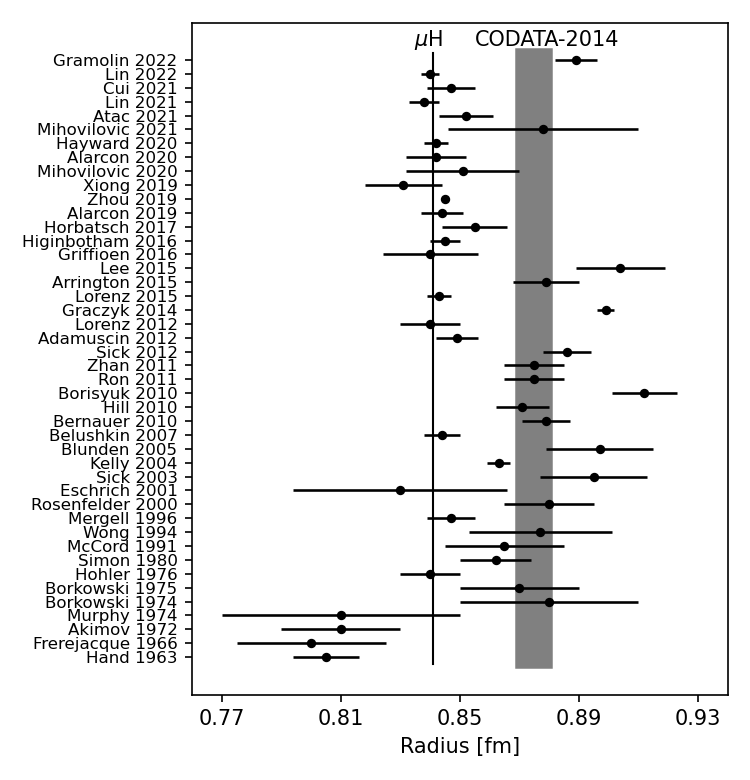 μH CODATA-2014
Gramolin 2022
Lin 2022
Cui 2021
Lin 2021
Atac 2021
Mihovilovic 2021
Hayward 2020
Alarcon 2020
Mihovilovic 2020
Xiong 2019
Zhou 2019
Alarcon 2019
Horbatsch 2017
Higinbotham 2016
Griffioen 2016
Lee 2015
Arrington 2015
Lorenz 2015
Graczyk 2014
Lorenz 2012
Adamuscin 2012
Sick 2012
Zhan 2011
Ron 2011
Borisyuk 2010
Hill 2010
Bernauer 2010
Belushkin 2007
Blunden 2005
Kelly 2004
Sick 2003
Eschrich 2001
Rosenfelder 2000
Mergell 1996
Wong 1994
McCord 1991
Simon 1980
Hohler 1976
Borkowski 1975
Borkowski 1974
Murphy 1974
Akimov 1972
Frerejacque 1966
Hand 1963
0.77 0.81 0.85 0.89 0.93
Radius [fm]